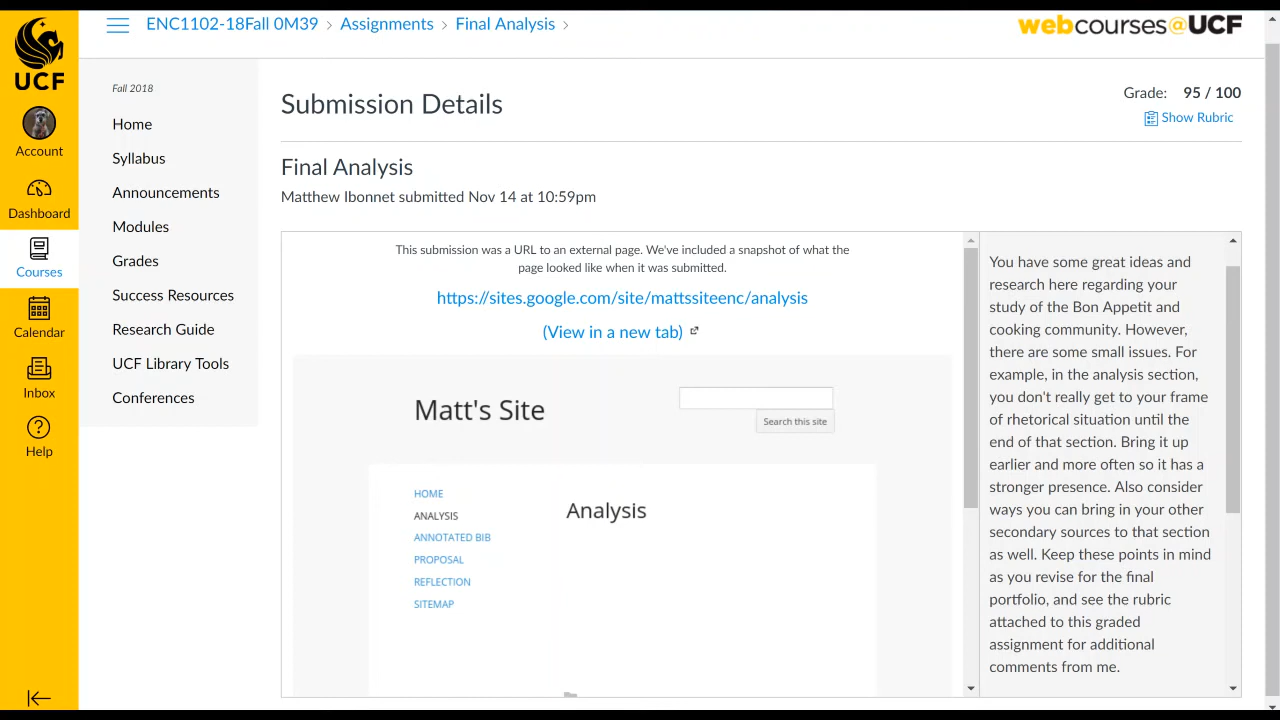 ENC1102-18Fall 0M39 > Assignments > Final Analysis >
webcourses@UCF
UCF
Account
Dashboard
Courses
Calendar
Inbox
Help
Fall 2018
Home
Syllabus
Announcements
Modules
Grades
Success Resources
Research Guide
UCF Library Tools
Conferences
Submission Details
Grade: 95 / 100
Show Rubric
Final Analysis
Matthew Ibonnet submitted Nov 14 at 10:59pm
This submission was a URL to an external page. We've included a snapshot of what the
page looked like when it was submitted.
https://sites.google.com/site/mattssiteenc/analysis
(View in a new tab)
Matt's Site
Search this site
HOME
ANALYSIS
ANNOTATED BIB
PROPOSAL
REFLECTION
SITEMAP
Analysis
You have some great ideas and
research here regarding your
study of the Bon Appetit and
cooking community. However,
there are some small issues. For
example, in the analysis section,
you don't really get to your frame
of rhetorical situation until the
end of that section. Bring it up
earlier and more often so it has a
stronger presence. Also consider
ways you can bring in your other
secondary sources to that section
as well. Keep these points in mind
as you revise for the final
portfolio, and see the rubric
attached to this graded
assignment for additional
comments from me.